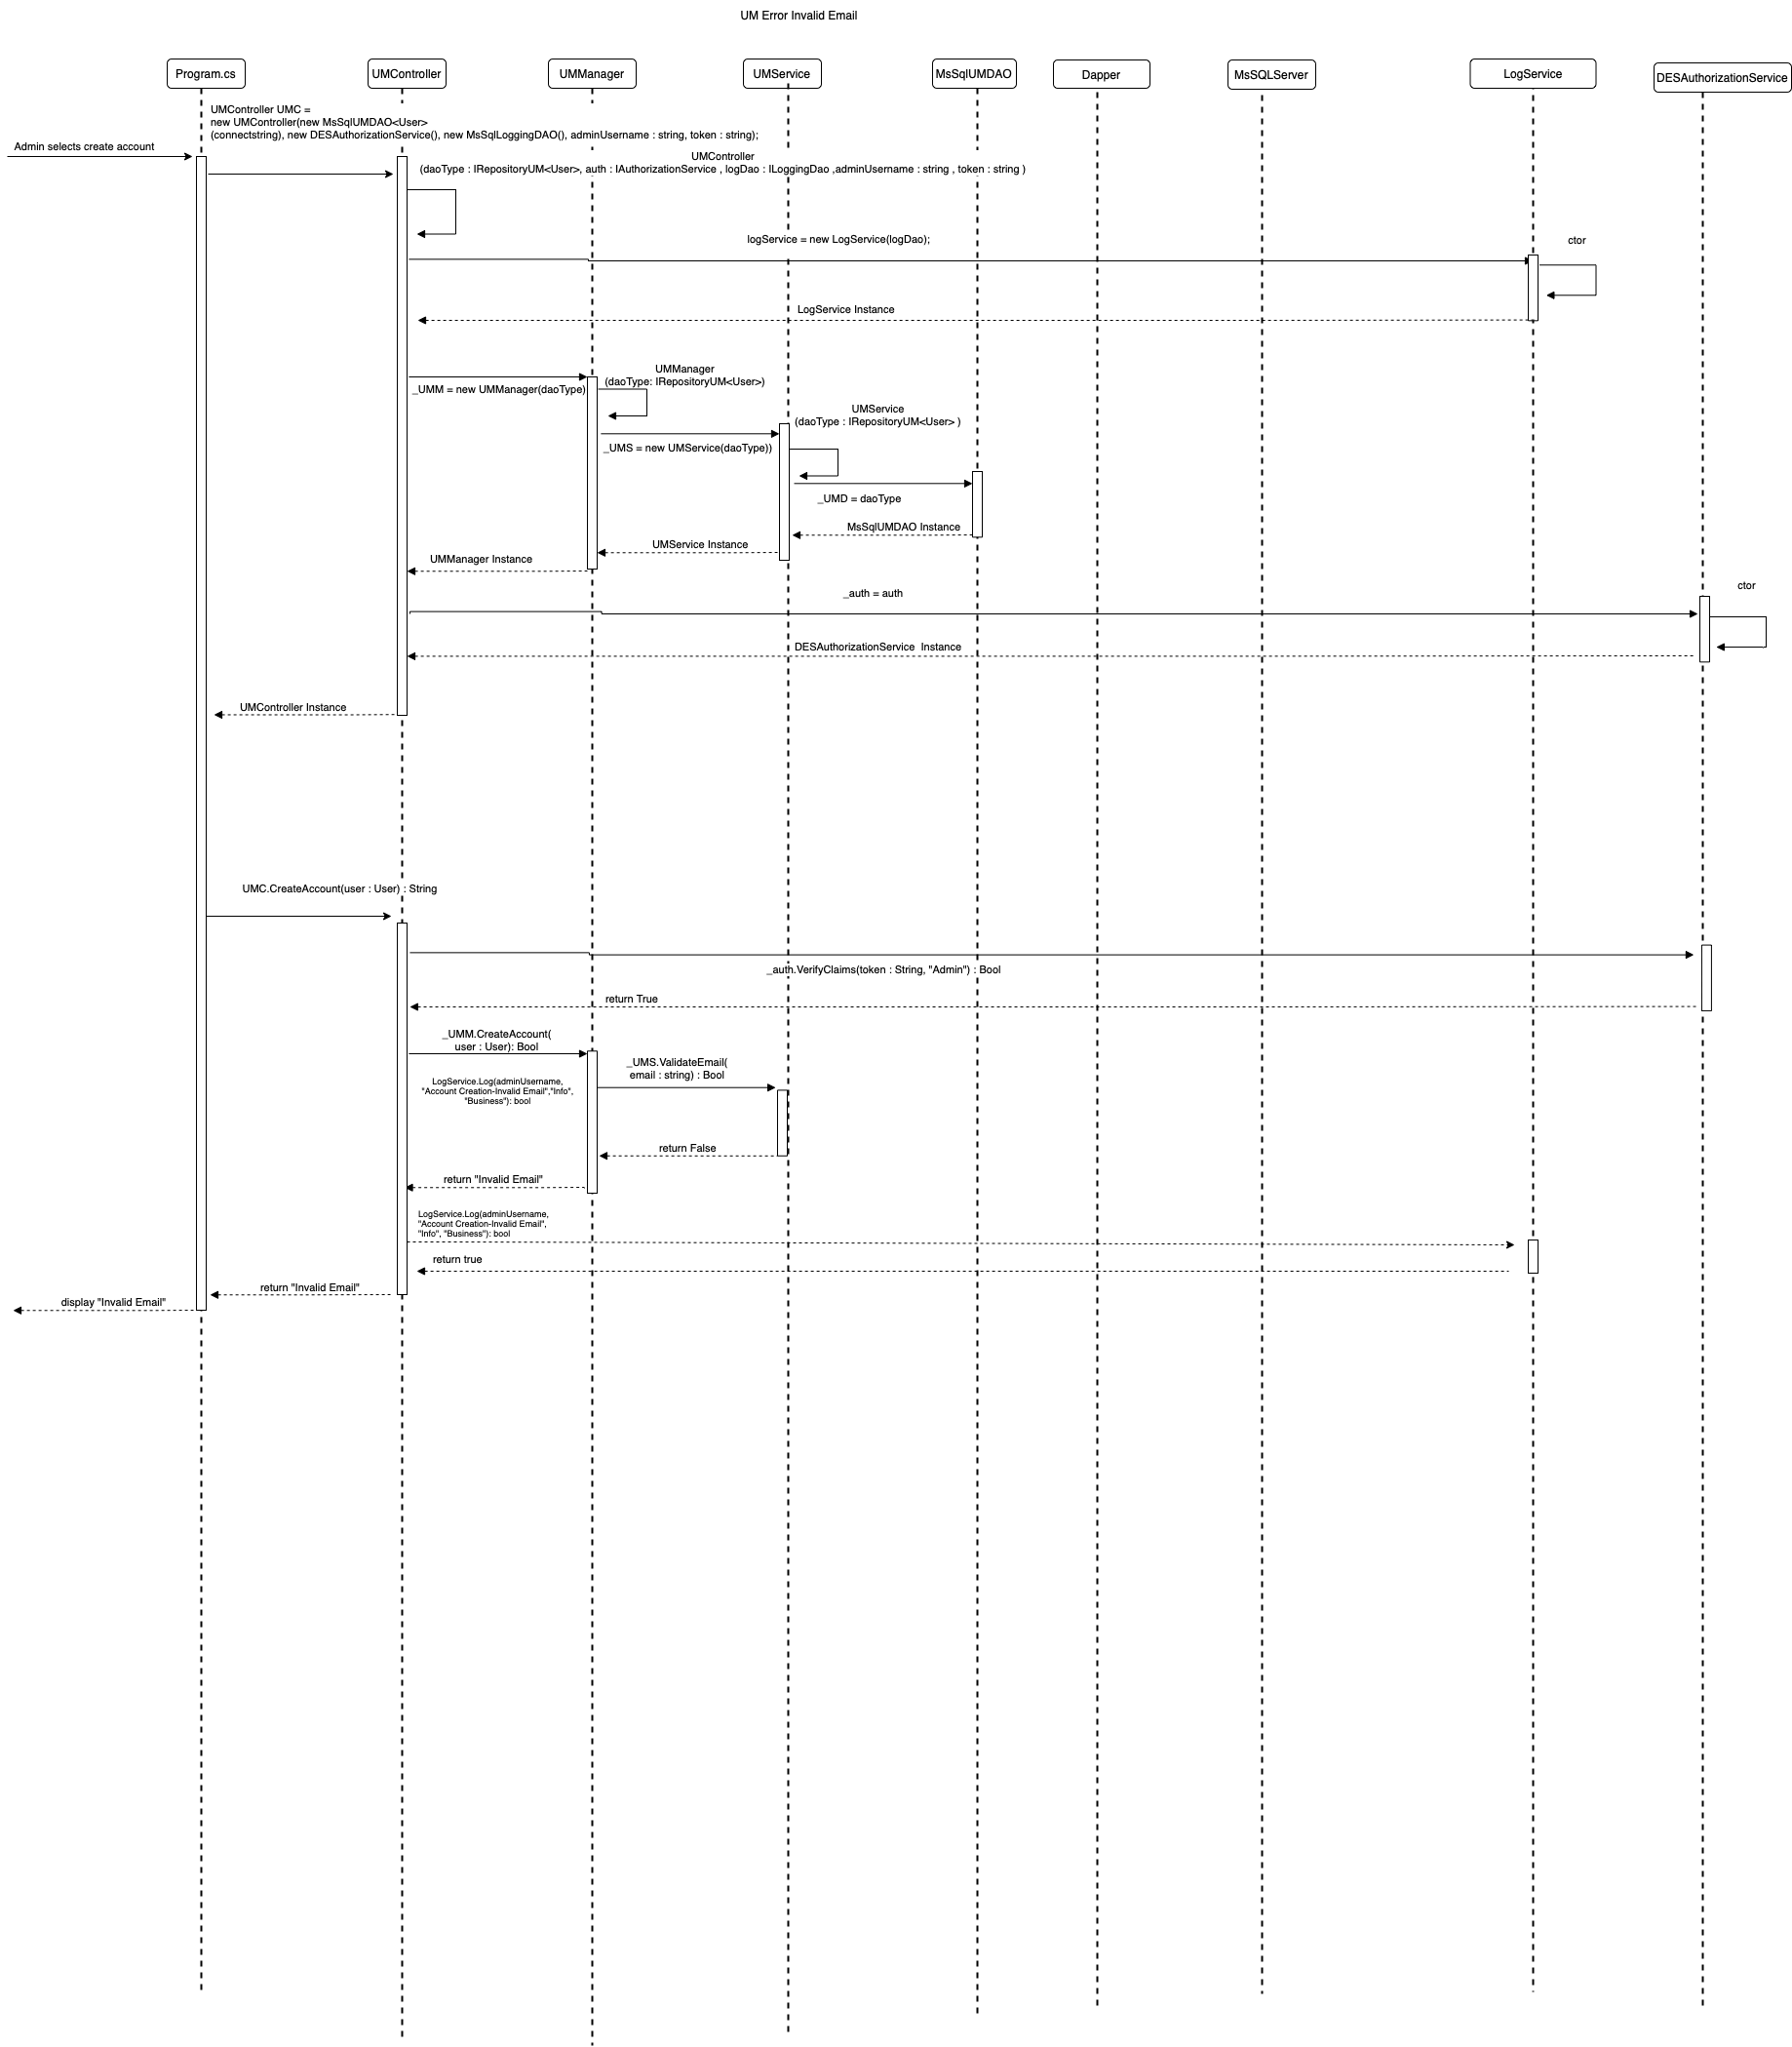 UM Error Invalid Email
Program.cs
UMController
UMManager
UMService
MsSqlUMDAO
Dapper
MsSQLServer
LogService
DESAuthorizationService
UMController UMC =
new UMController(new MsSqlUMDAO<User>
(connectstring), new DESAuthorizationService(), new MsSqlLoggingDAO(), adminUsername : string, token : string);
Admin selects create account
UMController
(daoType : IRepositoryUM<User>, auth : IAuthorizationService , logDao : ILoggingDao ,adminUsername : string , token : string )
logService = new LogService(logDao);
ctor
LogService Instance
UMManager
(daoType: IRepositoryUM<User>)
_UMM = new UMManager(daoType)
UMService
(daoType : IRepositoryUM<User> )
_UMS = new UMService(daoType))
_UMD = daoType
MsSqlUMDAO Instance
UMService Instance
UMManager Instance
_auth = auth
ctor
DESAuthorizationService  Instance
UMController Instance
UMC.CreateAccount(user : User) : String
_auth.VerifyClaims(token : String, "Admin") : Bool
return True
_UMM.CreateAccount(
user : User): Bool
_UMS.ValidateEmail(
email : string) : Bool
LogService.Log(adminUsername,
"Account Creation-Invalid Email","Info",
"Business"): bool
return False
return "Invalid Email"
LogService.Log(adminUsername,
"Account Creation-Invalid Email",
"Info", "Business"): bool
return true
return "Invalid Email"
display "Invalid Email"